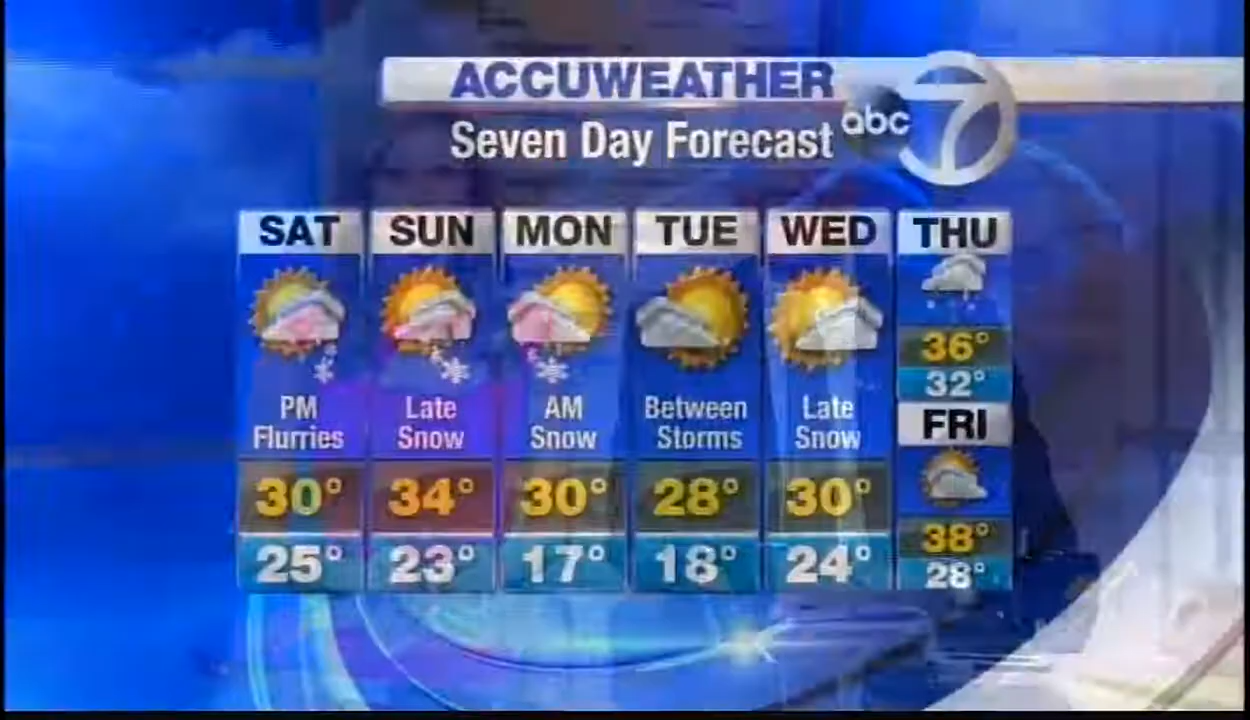 ACCUWEATHER
Seven Day Forecast
abc 7
SAT
PM
Flurries
30°
25°
SUN
Late
Snow
34°
23°
MON
AM
Snow
30°
17°
TUE
Between
Storms
28°
18°
WED
Late
Snow
30°
24°
THU
36°
32°
FRI
38°
28°